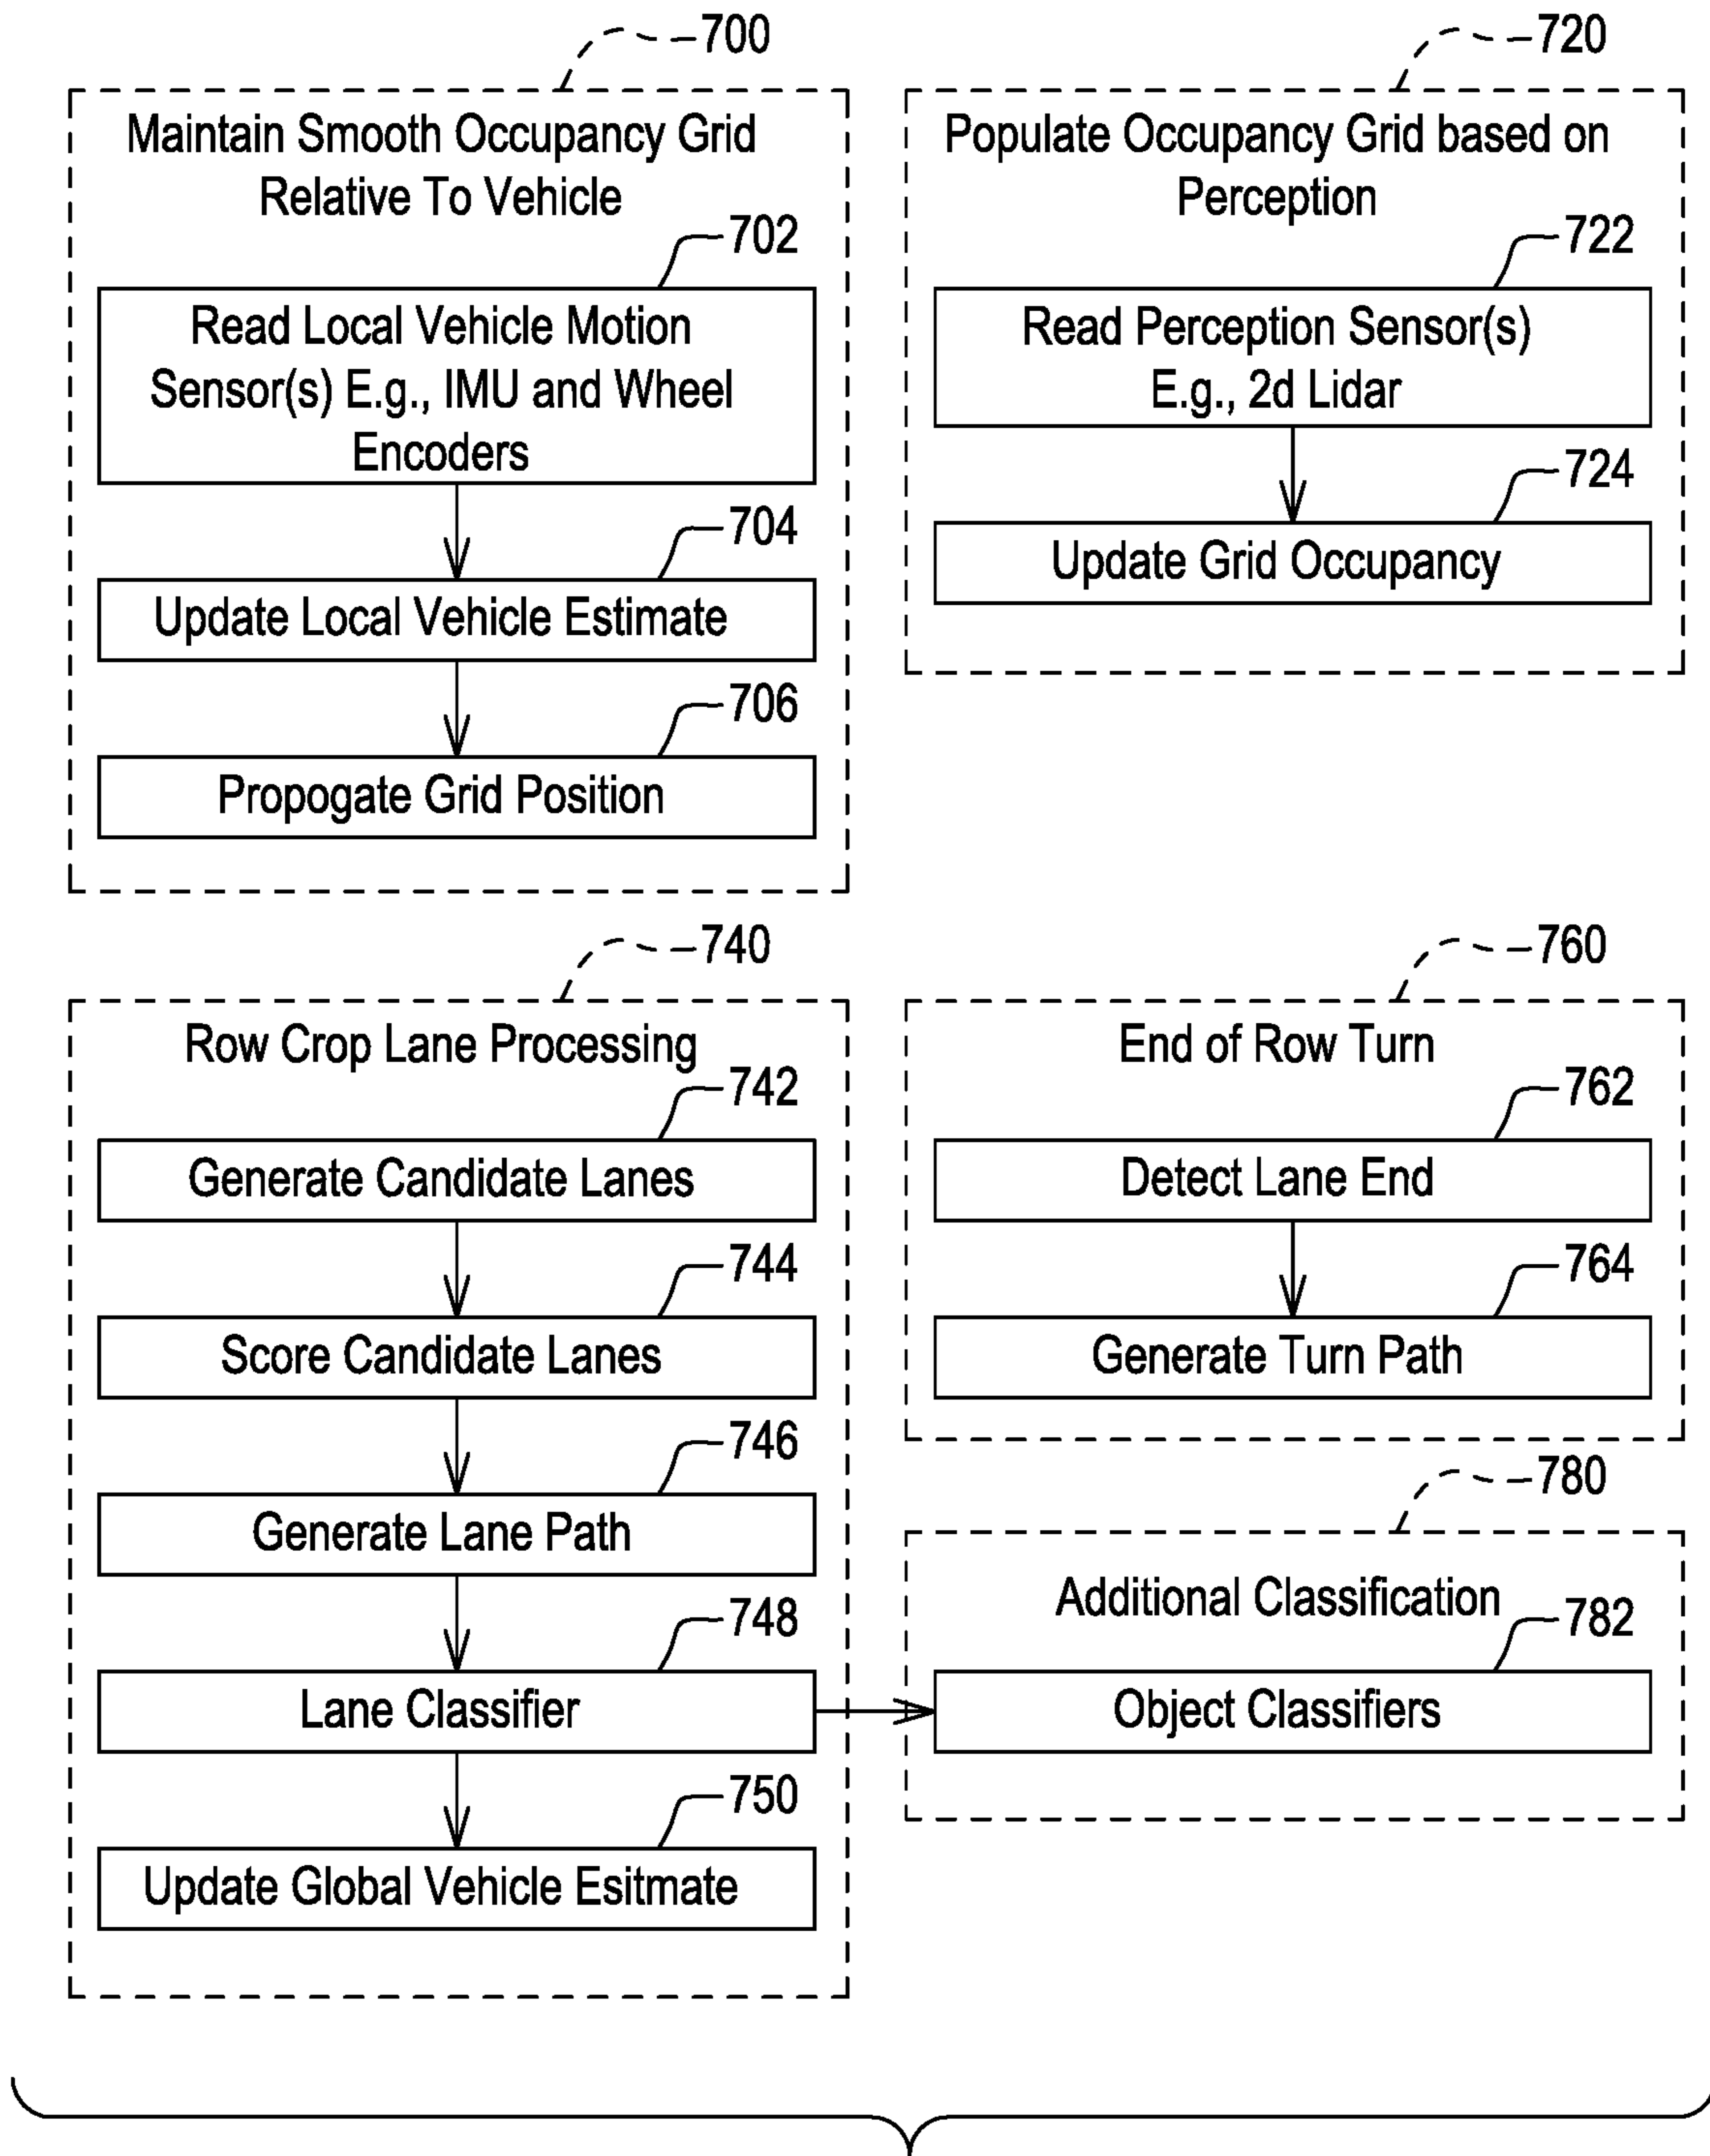 700
Maintain Smooth Occupancy Grid
Relative To Vehicle
702
Read Local Vehicle Motion
Sensor(s) E.g., IMU and Wheel
Encoders
704
Update Local Vehicle Estimate
706
Propogate Grid Position
720
Populate Occupancy Grid based on
Perception
722
Read Perception Sensor(s)
E.g., 2d Lidar
724
Update Grid Occupancy
740
Row Crop Lane Processing
742
Generate Candidate Lanes
744
Score Candidate Lanes
746
Generate Lane Path
748
Lane Classifier
750
Update Global Vehicle Esitmate
760
End of Row Turn
762
Detect Lane End
764
Generate Turn Path
780
Additional Classification
782
Object Classifiers